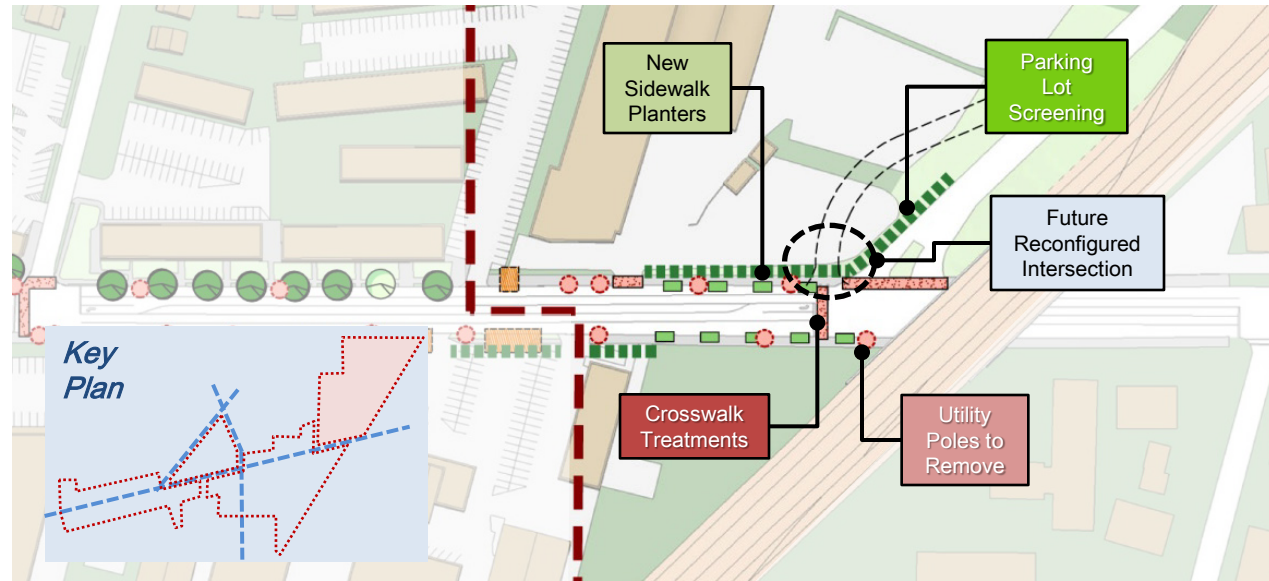 New
Sidewalk
Planters
Parking
Lot
Screening
Future
Reconfigured
Intersection
Key
Plan
Crosswalk
Treatments
Utility
Poles to
Remove